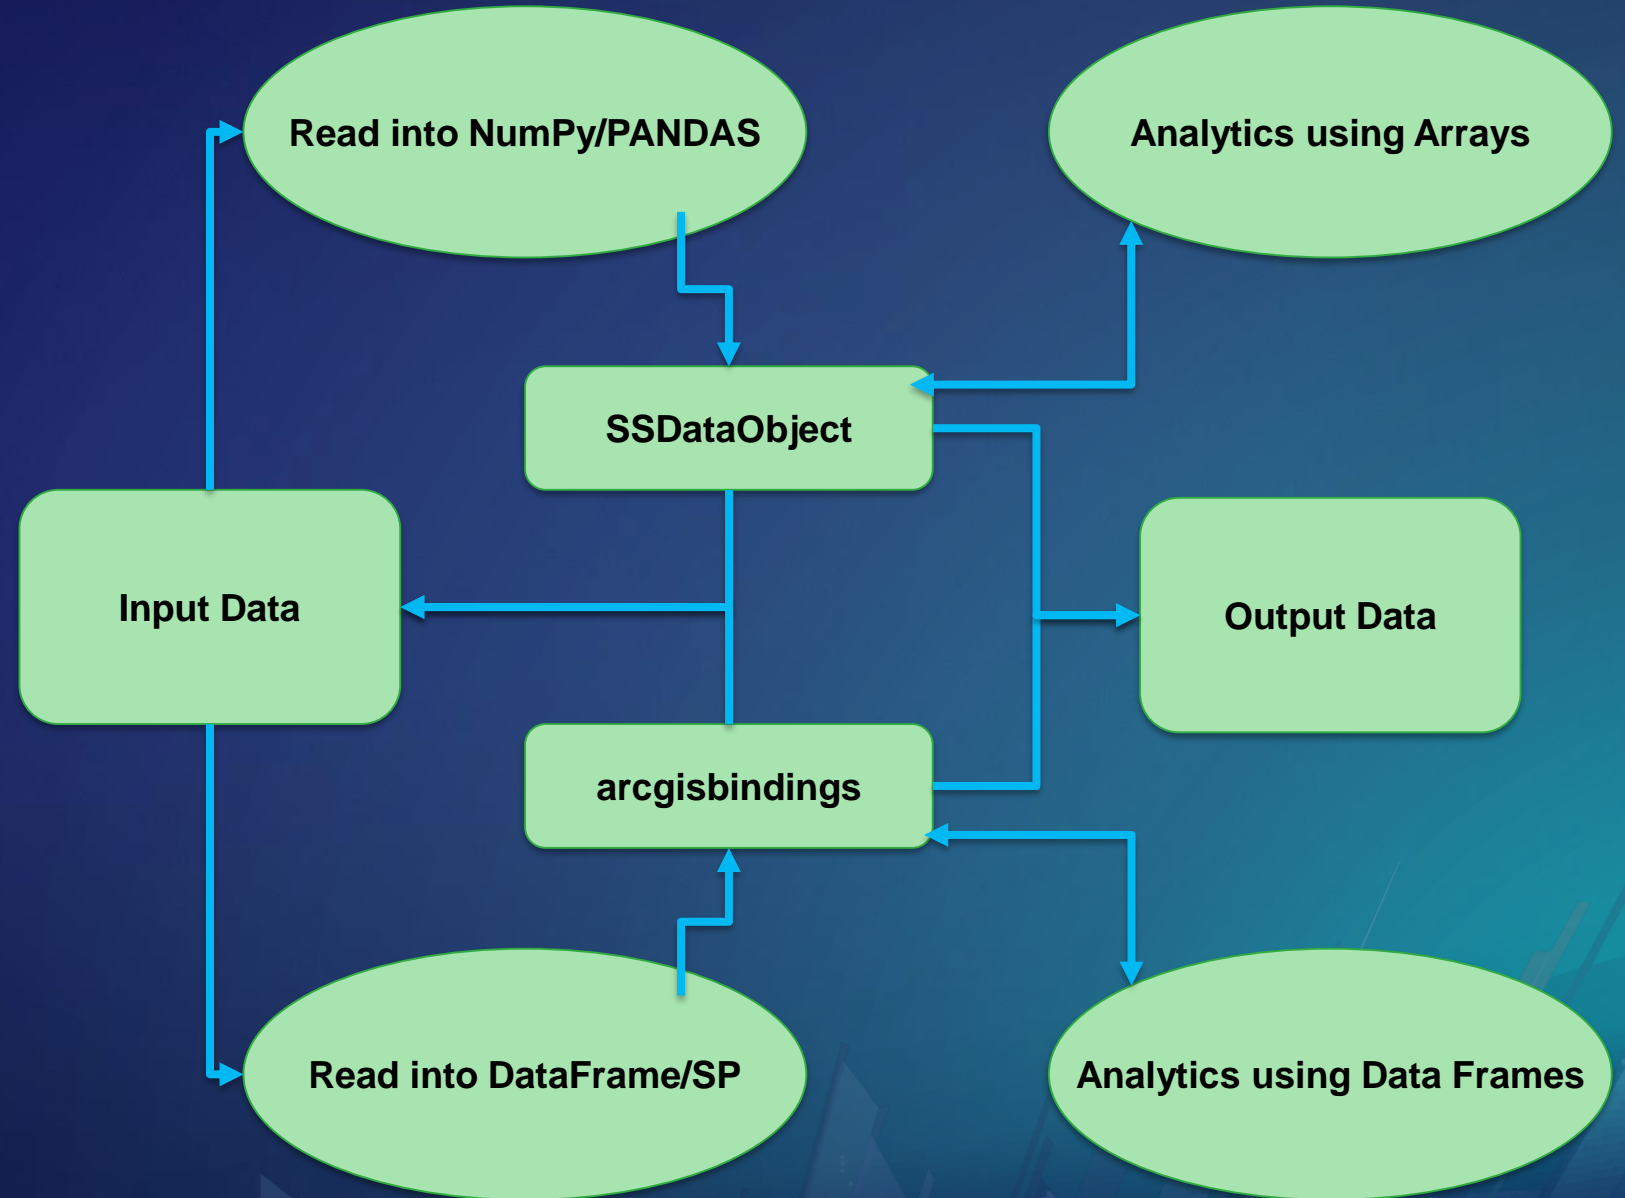 Read into NumPy/PANDAS
Analytics using Arrays
SSDataObject
Input Data
Output Data
arcgisbindings
Read into DataFrame/SP
Analytics using Data Frames